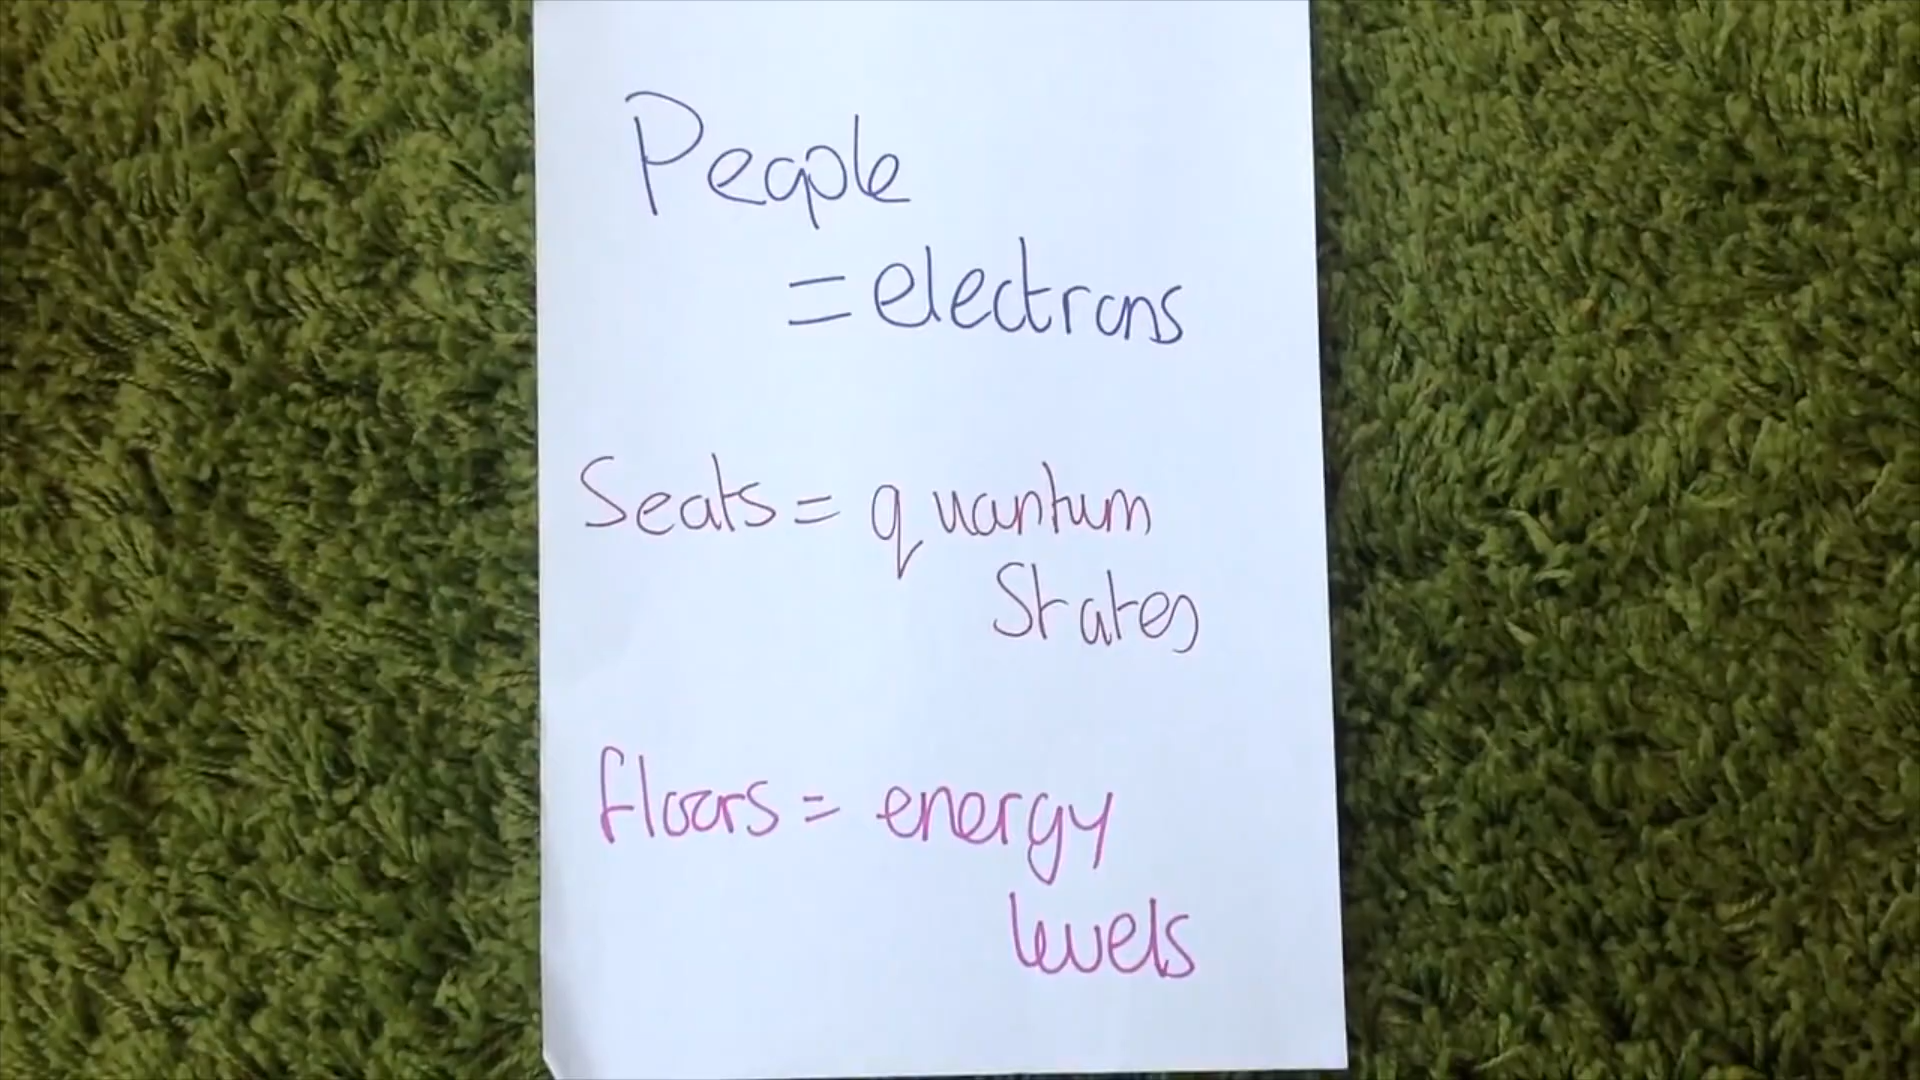 People
= electrons
Seats = quantum
States
floors = energy
levels